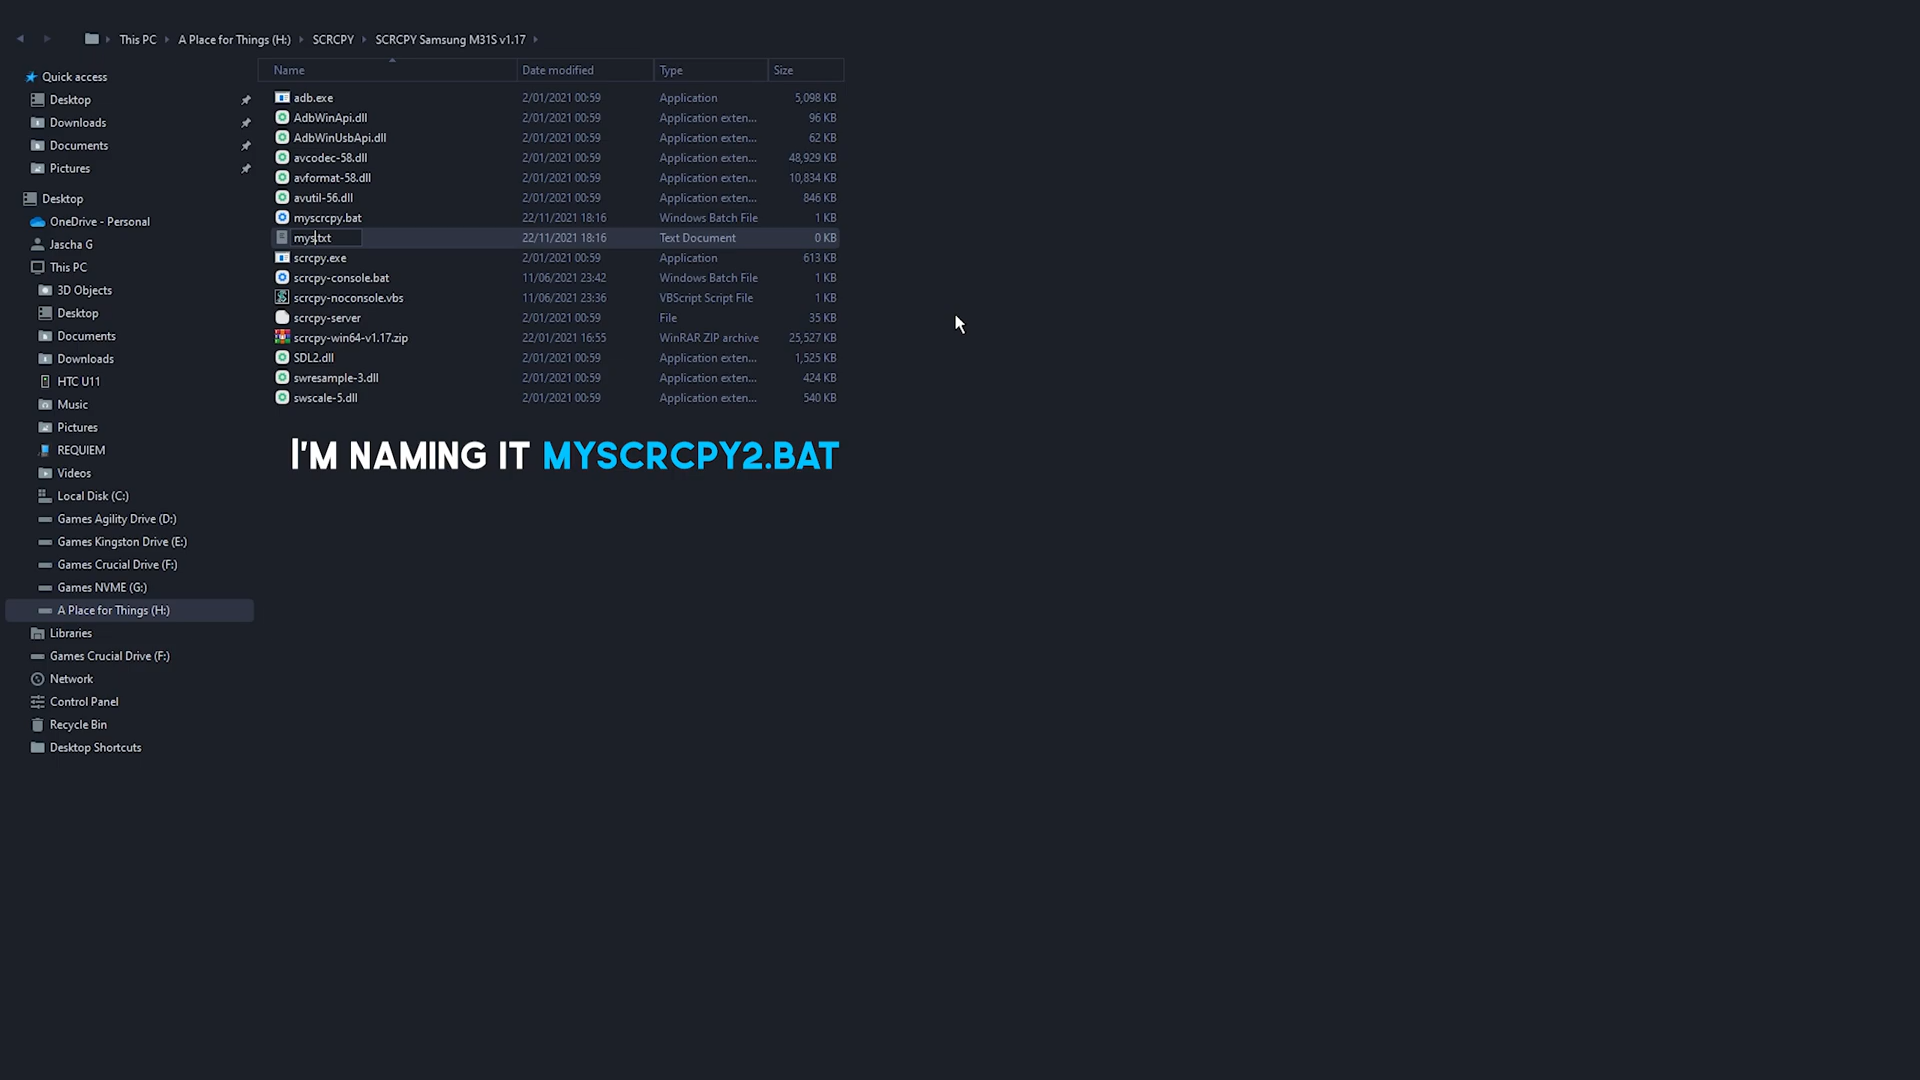 This PC
A Place for Things (H:)
SCRCPY
SCRCPY Samsung M31S v1.17
Quick access
Desktop
Downloads
Documents
Pictures
Desktop
OneDrive - Personal
Jascha G
This PC
3D Objects
Desktop
Documents
Downloads
HTC U11
Music
Pictures
REQUIEM
Videos
Local Disk (C:)
Games Agility Drive (D:)
Games Kingston Drive (E:)
Games Crucial Drive (F:)
Games NVME (G:)
A Place for Things (H:)
Libraries
Games Crucial Drive (F:)
Network
Control Panel
Recycle Bin
Desktop Shortcuts
Name Date modified Type Size
adb.exe 2/01/2021 00:59 Application 5,098 KB
AdbWinApi.dll 2/01/2021 00:59 Application exten... 96 KB
AdbWinUsbApi.dll 2/01/2021 00:59 Application exten... 62 KB
avcodec-58.dll 2/01/2021 00:59 Application exten... 48,929 KB
avformat-58.dll 2/01/2021 00:59 Application exten... 10,834 KB
avutil-56.dll 2/01/2021 00:59 Application exten... 846 KB
myscrcpy.bat 22/11/2021 18:16 Windows Batch File 1 KB
mys.txt 22/11/2021 18:16 Text Document 0 KB
scrcpy.exe 2/01/2021 00:59 Application 613 KB
scrcpy-console.bat 11/06/2021 23:42 Windows Batch File 1 KB
scrcpy-noconsole.vbs 11/06/2021 23:36 VBScript Script File 1 KB
scrcpy-server 2/01/2021 00:59 File 35 KB
scrcpy-win64-v1.17.zip 22/01/2021 16:55 WinRAR ZIP archive 25,527 KB
SDL2.dll 2/01/2021 00:59 Application exten... 1,525 KB
swresample-3.dll 2/01/2021 00:59 Application exten... 424 KB
swscale-5.dll 2/01/2021 00:59 Application exten... 540 KB
I'M NAMING IT MYSCRCPY2.BAT